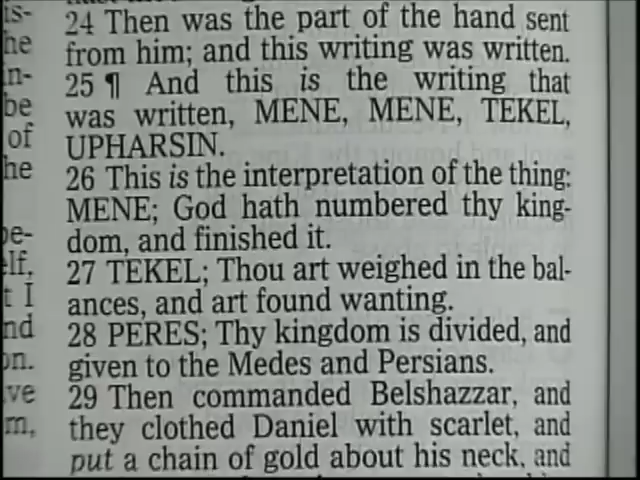 24 Then was the part of the hand sent
from him; and this writing was written.
25 ¶ And this is the writing that
was written, MENE, MENE, TEKEL,
UPHARSIN.
26 This is the interpretation of the thing:
MENE; God hath numbered thy king-
dom, and finished it.
27 TEKEL; Thou art weighed in the bal-
ances, and art found wanting.
28 PERES; Thy kingdom is divided, and
given to the Medes and Persians.
29 Then commanded Belshazzar, and
they clothed Daniel with scarlet, and
put a chain of gold about his neck, and